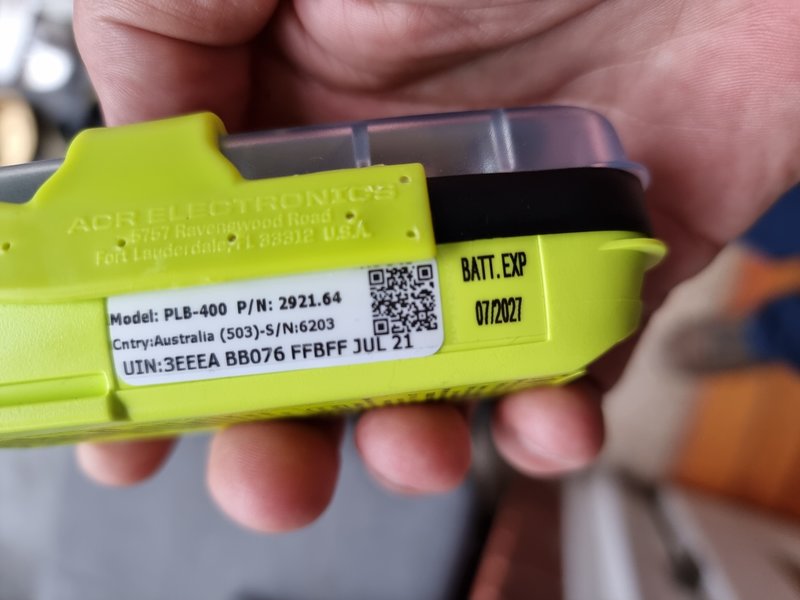 ACR ELECTRONICS
5757 Ravenswood Road
Fort Lauderdale, FL 33312 U.S.A
Model: PLB-400 P/N: 2921.64
Cntry:Australia (503)-S/N:6203
UIN:3EEEA BB076 FFBFF JUL 21
BATT.EXP
07/2027